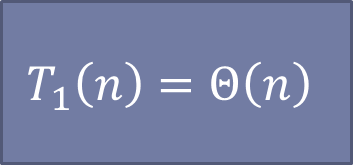 T₁(n) = Θ(n)